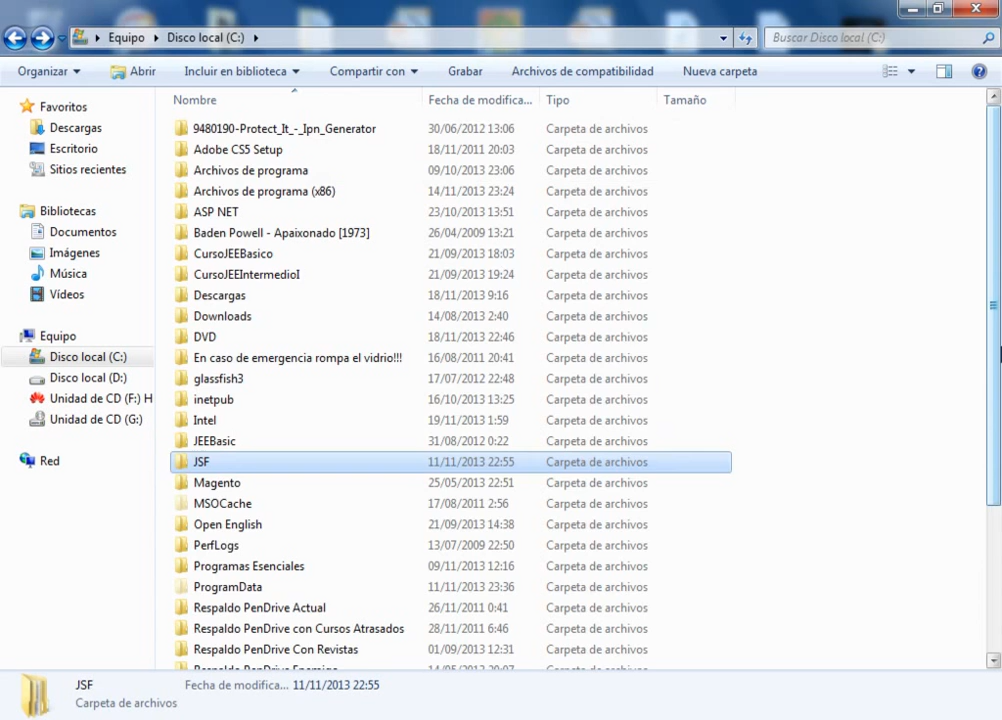 Equipo Disco local (C:) Buscar Disco local (C:)
Organizar Abrir Incluir en biblioteca Compartir con Grabar Archivos de compatibilidad Nueva carpeta
Favoritos
Descargas
Escritorio
Sitios recientes
Bibliotecas
Documentos
Imágenes
Música
Vídeos
Equipo
Disco local (C:)
Disco local (D:)
Unidad de CD (F:) H
Unidad de CD (G:)
Red
Nombre Fecha de modifica... Tipo Tamaño
9480190-Protect_It_-_Ipn_Generator 30/06/2012 13:06 Carpeta de archivos
Adobe CS5 Setup 18/11/2011 20:03 Carpeta de archivos
Archivos de programa 09/10/2013 23:06 Carpeta de archivos
Archivos de programa (x86) 14/11/2013 23:24 Carpeta de archivos
ASP NET 23/10/2013 13:51 Carpeta de archivos
Baden Powell - Apaixonado [1973] 26/04/2009 13:21 Carpeta de archivos
CursoJEEBasico 21/09/2013 18:03 Carpeta de archivos
CursoJEEIntermedioI 21/09/2013 19:24 Carpeta de archivos
Descargas 18/11/2013 9:16 Carpeta de archivos
Downloads 14/08/2013 2:40 Carpeta de archivos
DVD 18/11/2013 22:46 Carpeta de archivos
En caso de emergencia rompa el vidrio!!! 16/08/2011 20:41 Carpeta de archivos
glassfish3 17/07/2012 22:48 Carpeta de archivos
inetpub 16/10/2013 13:25 Carpeta de archivos
Intel 19/11/2013 1:59 Carpeta de archivos
JEEBasic 31/08/2012 0:22 Carpeta de archivos
JSF 11/11/2013 22:55 Carpeta de archivos
Magento 25/05/2013 22:51 Carpeta de archivos
MSOCache 17/08/2011 2:56 Carpeta de archivos
Open English 21/09/2013 14:38 Carpeta de archivos
PerfLogs 13/07/2009 22:50 Carpeta de archivos
Programas Esenciales 09/11/2013 12:16 Carpeta de archivos
ProgramData 11/11/2013 23:36 Carpeta de archivos
Respaldo PenDrive Actual 26/11/2011 0:41 Carpeta de archivos
Respaldo PenDrive con Cursos Atrasados 28/11/2011 6:46 Carpeta de archivos
Respaldo PenDrive Con Revistas 01/09/2013 12:31 Carpeta de archivos
JSF Fecha de modifica... 11/11/2013 22:55
Carpeta de archivos